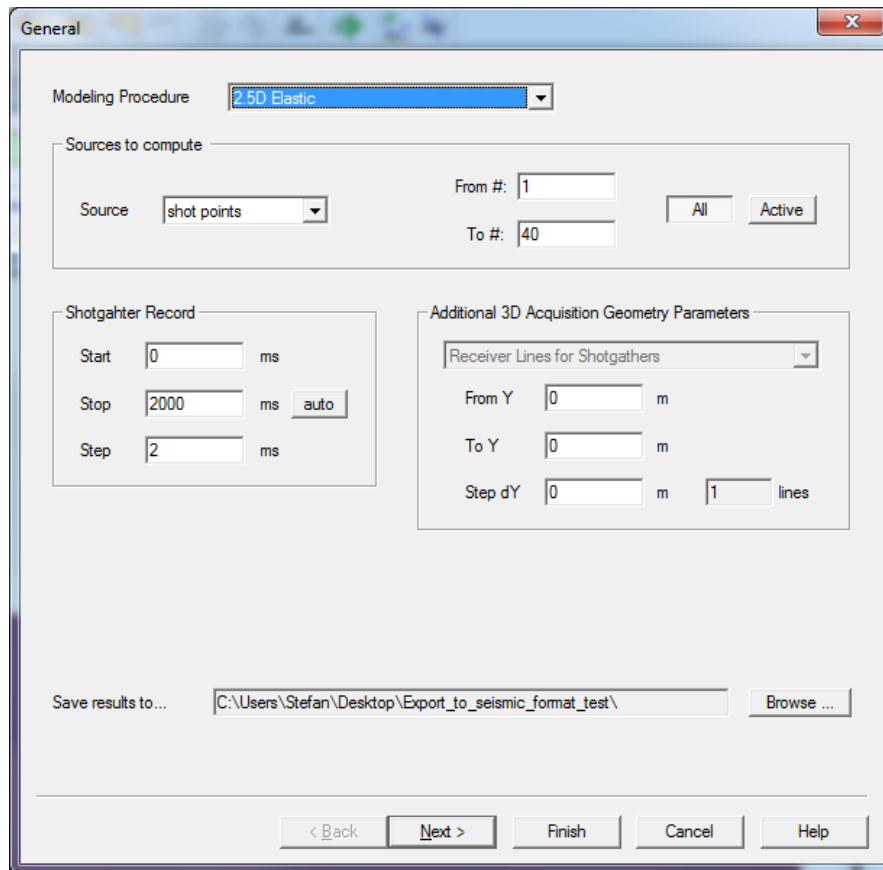 General
Modeling Procedure 2.5D Elastic
Sources to compute
From #: 1
Source shot points All Active
To #: 40
Shotgahter Record
Start 0 ms
Stop 2000 ms auto
Step 2 ms
Additional 3D Acquisition Geometry Parameters
Receiver Lines for Shotgathers
From Y 0 m
To Y 0 m
Step dY 0 m 1 lines
Save results to... C:\Users\Stefan\Desktop\Export_to_seismic_format_test\ Browse ...
< Back Next > Finish Cancel Help